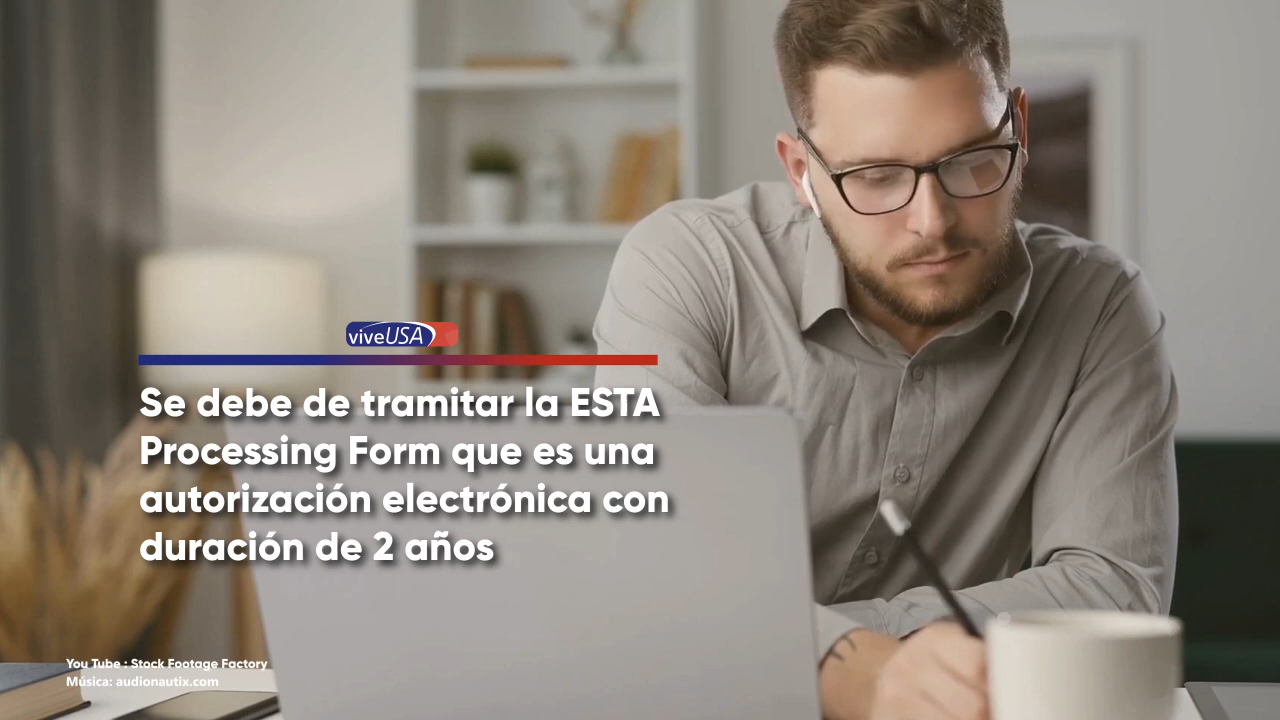 viveUSA
Se debe de tramitar la ESTA
Processing Form que es una
autorización electrónica con
duración de 2 años
You Tube : Stock Footage Factory
Música: audionautix.com